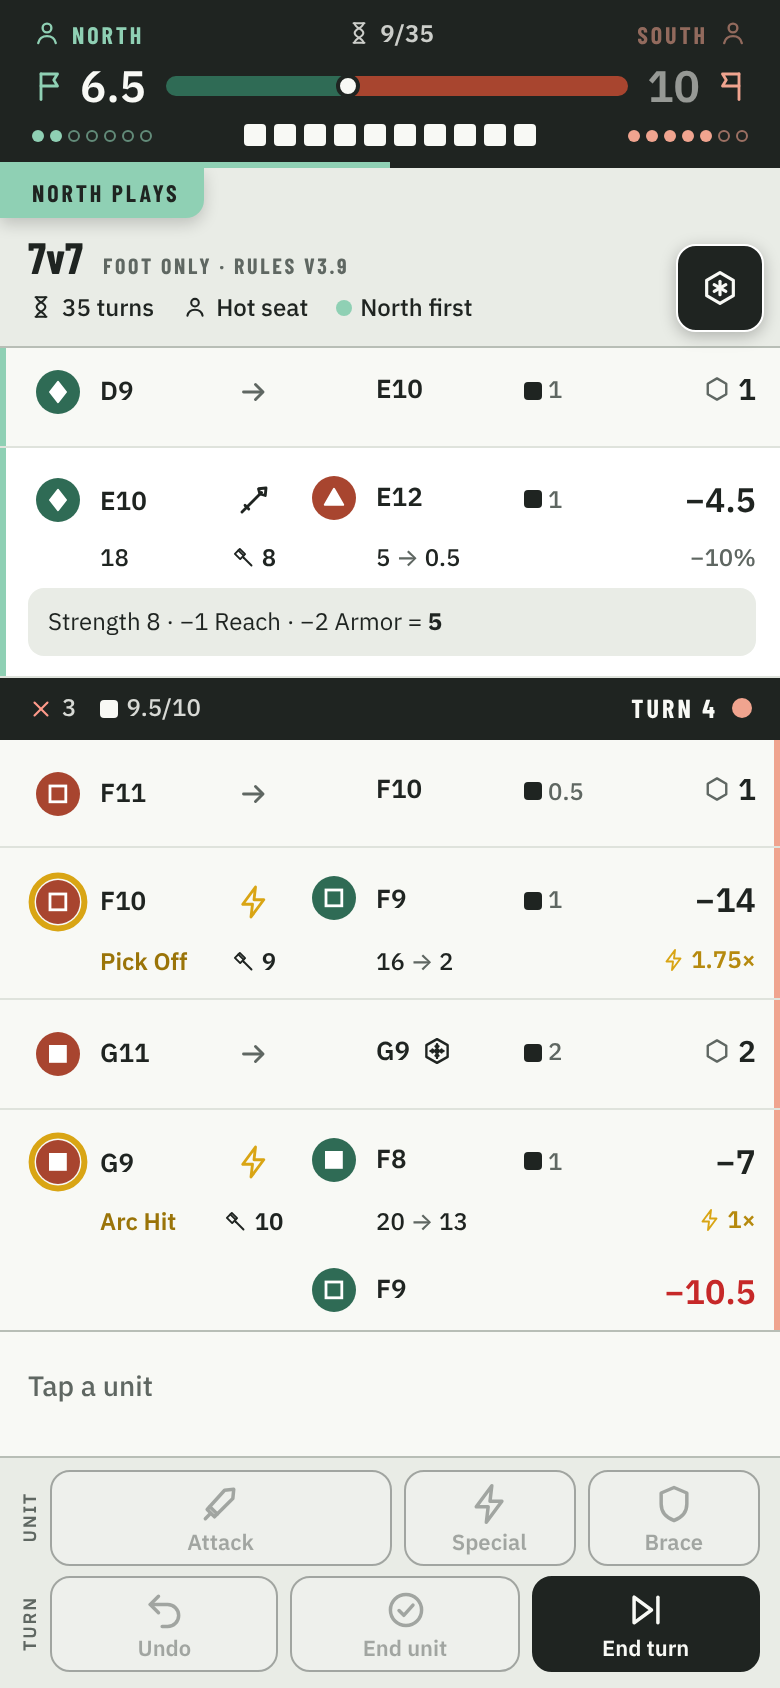 NORTH 9/35 SOUTH
6.5 10
NORTH PLAYS
7v7 FOOT ONLY · RULES V3.9
35 turns Hot seat North first
D9 → E10 1 1
E10 E12 1 −4.5
18 8 5 → 0.5 −10%
Strength 8 · −1 Reach · −2 Armor = 5
3 9.5/10 TURN 4
F11 → F10 0.5 1
F10 F9 1 −14
Pick Off 9 16 → 2 1.75×
G11 → G9 2 2
G9 F8 1 −7
Arc Hit 10 20 → 13 1×
F9 −10.5
Tap a unit
UNIT
Attack Special Brace
TURN
Undo End unit End turn